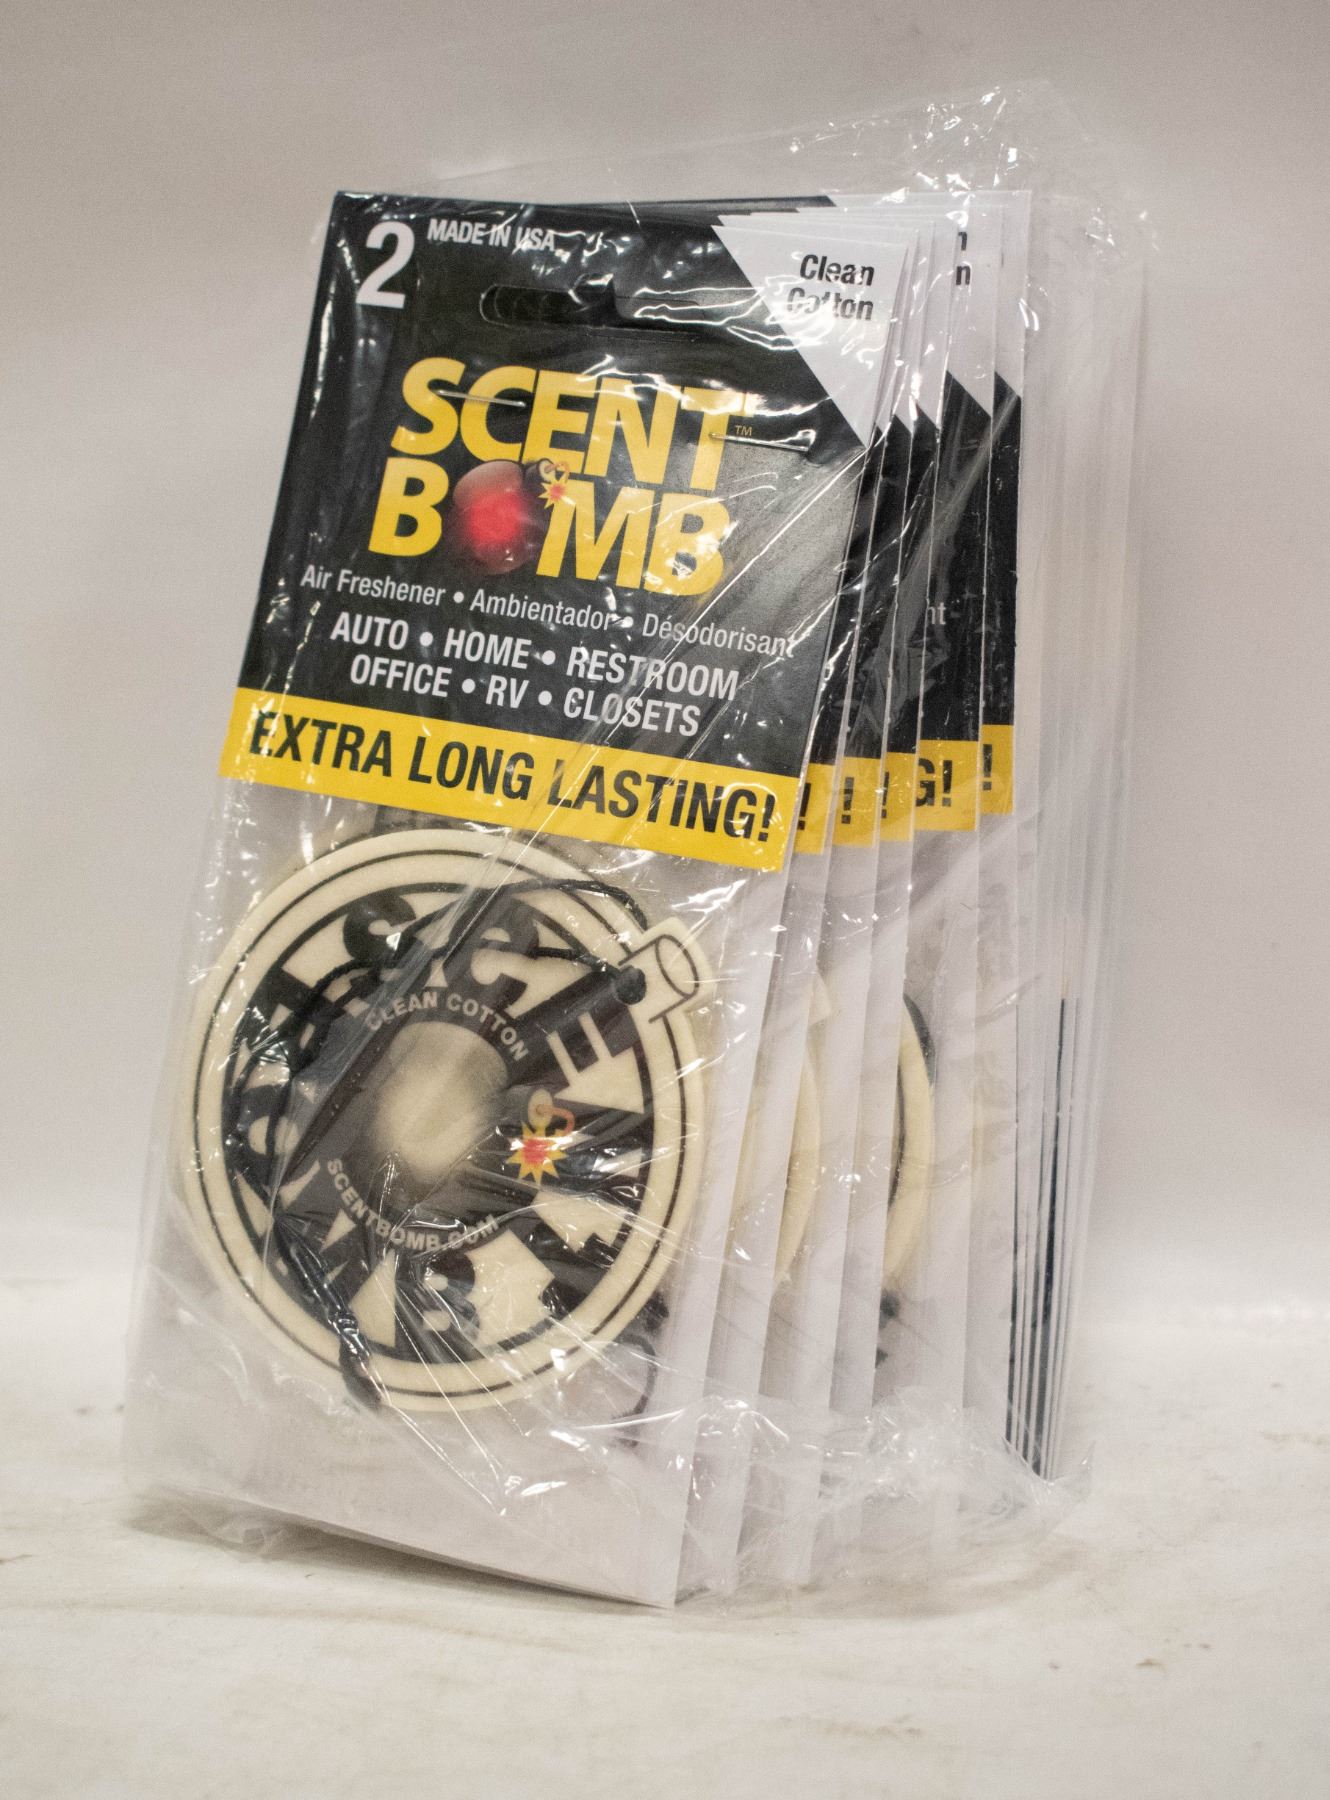 2 MADE IN USA
Clean
Cotton
SCENT™
BOMB
Air Freshener • Ambientador • Désodorisant
AUTO • HOME • RESTROOM
OFFICE • RV • CLOSETS
EXTRA LONG LASTING!
CLEAN COTTON
SCENTBOMB.COM